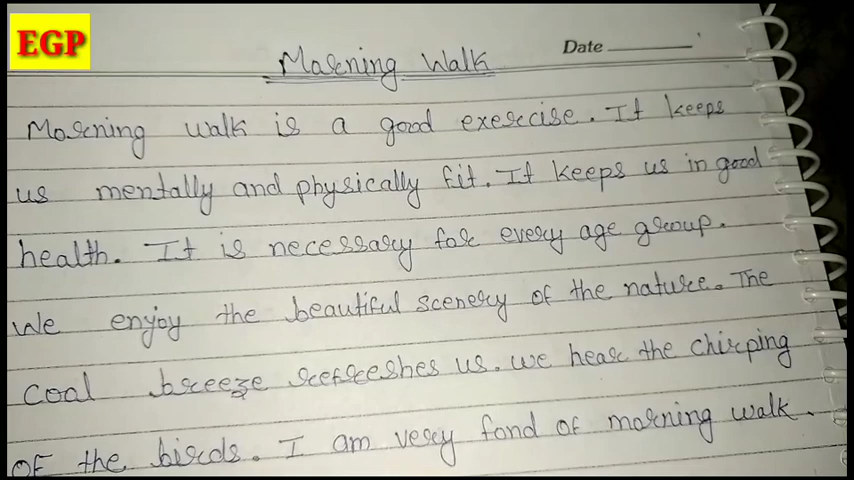 EGP
Date
Morning Walk
Morning walk is a good exercise. It keeps
us mentally and physically fit. It keeps us in good
health. It is necessary for every age group.
We enjoy the beautiful scenery of the nature. The
coal breeze refreshes us. we hear the chirping
of the birds. I am very fond of morning walk.